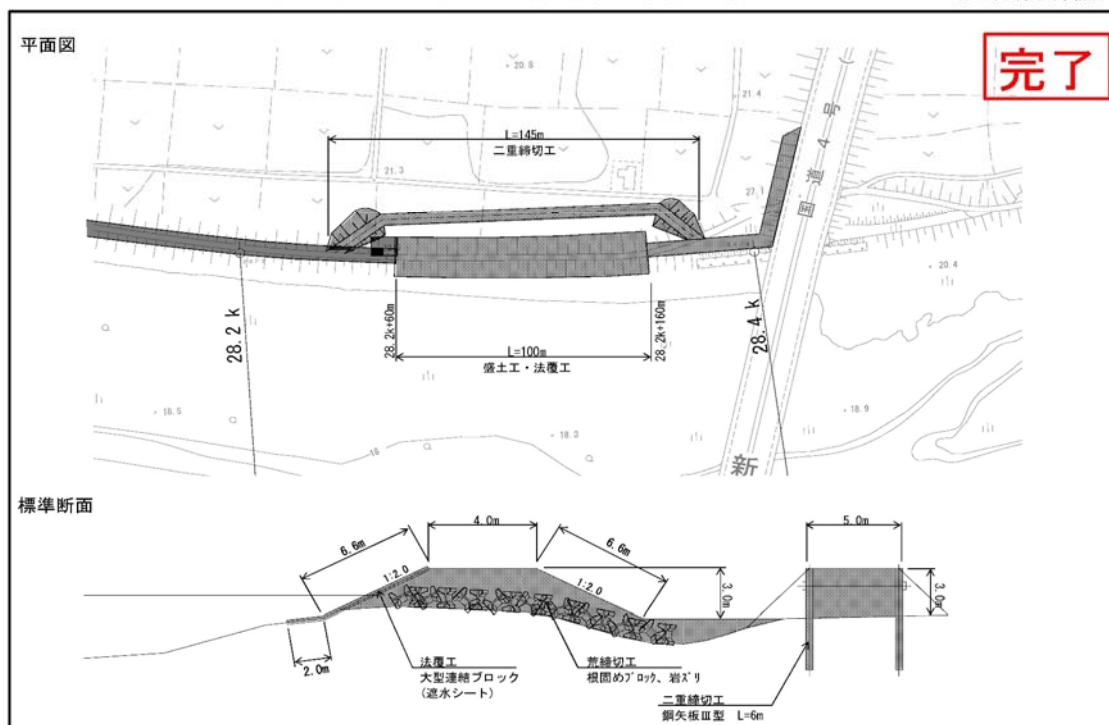 平面図
完了
20.8
21.4
国道4号(
L=145m
二重締切工
21.3
27.1
20.4
28.2k+60m
28.2k+160m
28.2 k
28.4 k
L=100m
盛土工・法覆工
18.5
18.9
18.3
18
新
標準断面
4.0m
5.0m
6.6m
6.6m
1:2.0
1:2.0
3.0m
3.0m
2.0m
法覆工
大型連結ブロック
(遮水シート)
荒締切工
根固めブロック、岩ズリ
二重締切工
鋼矢板Ⅲ型 L=6m